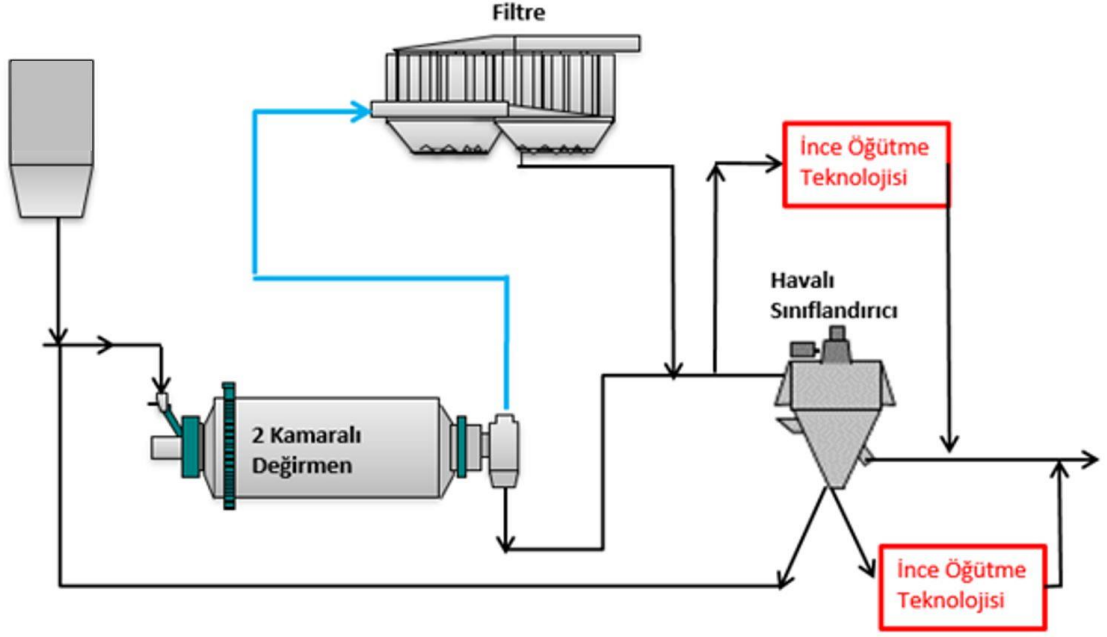 Filtre
İnce Öğütme
Teknolojisi
Havalı
Sınıflandırıcı
2 Kamaralı
Değirmen
İnce Öğütme
Teknolojisi